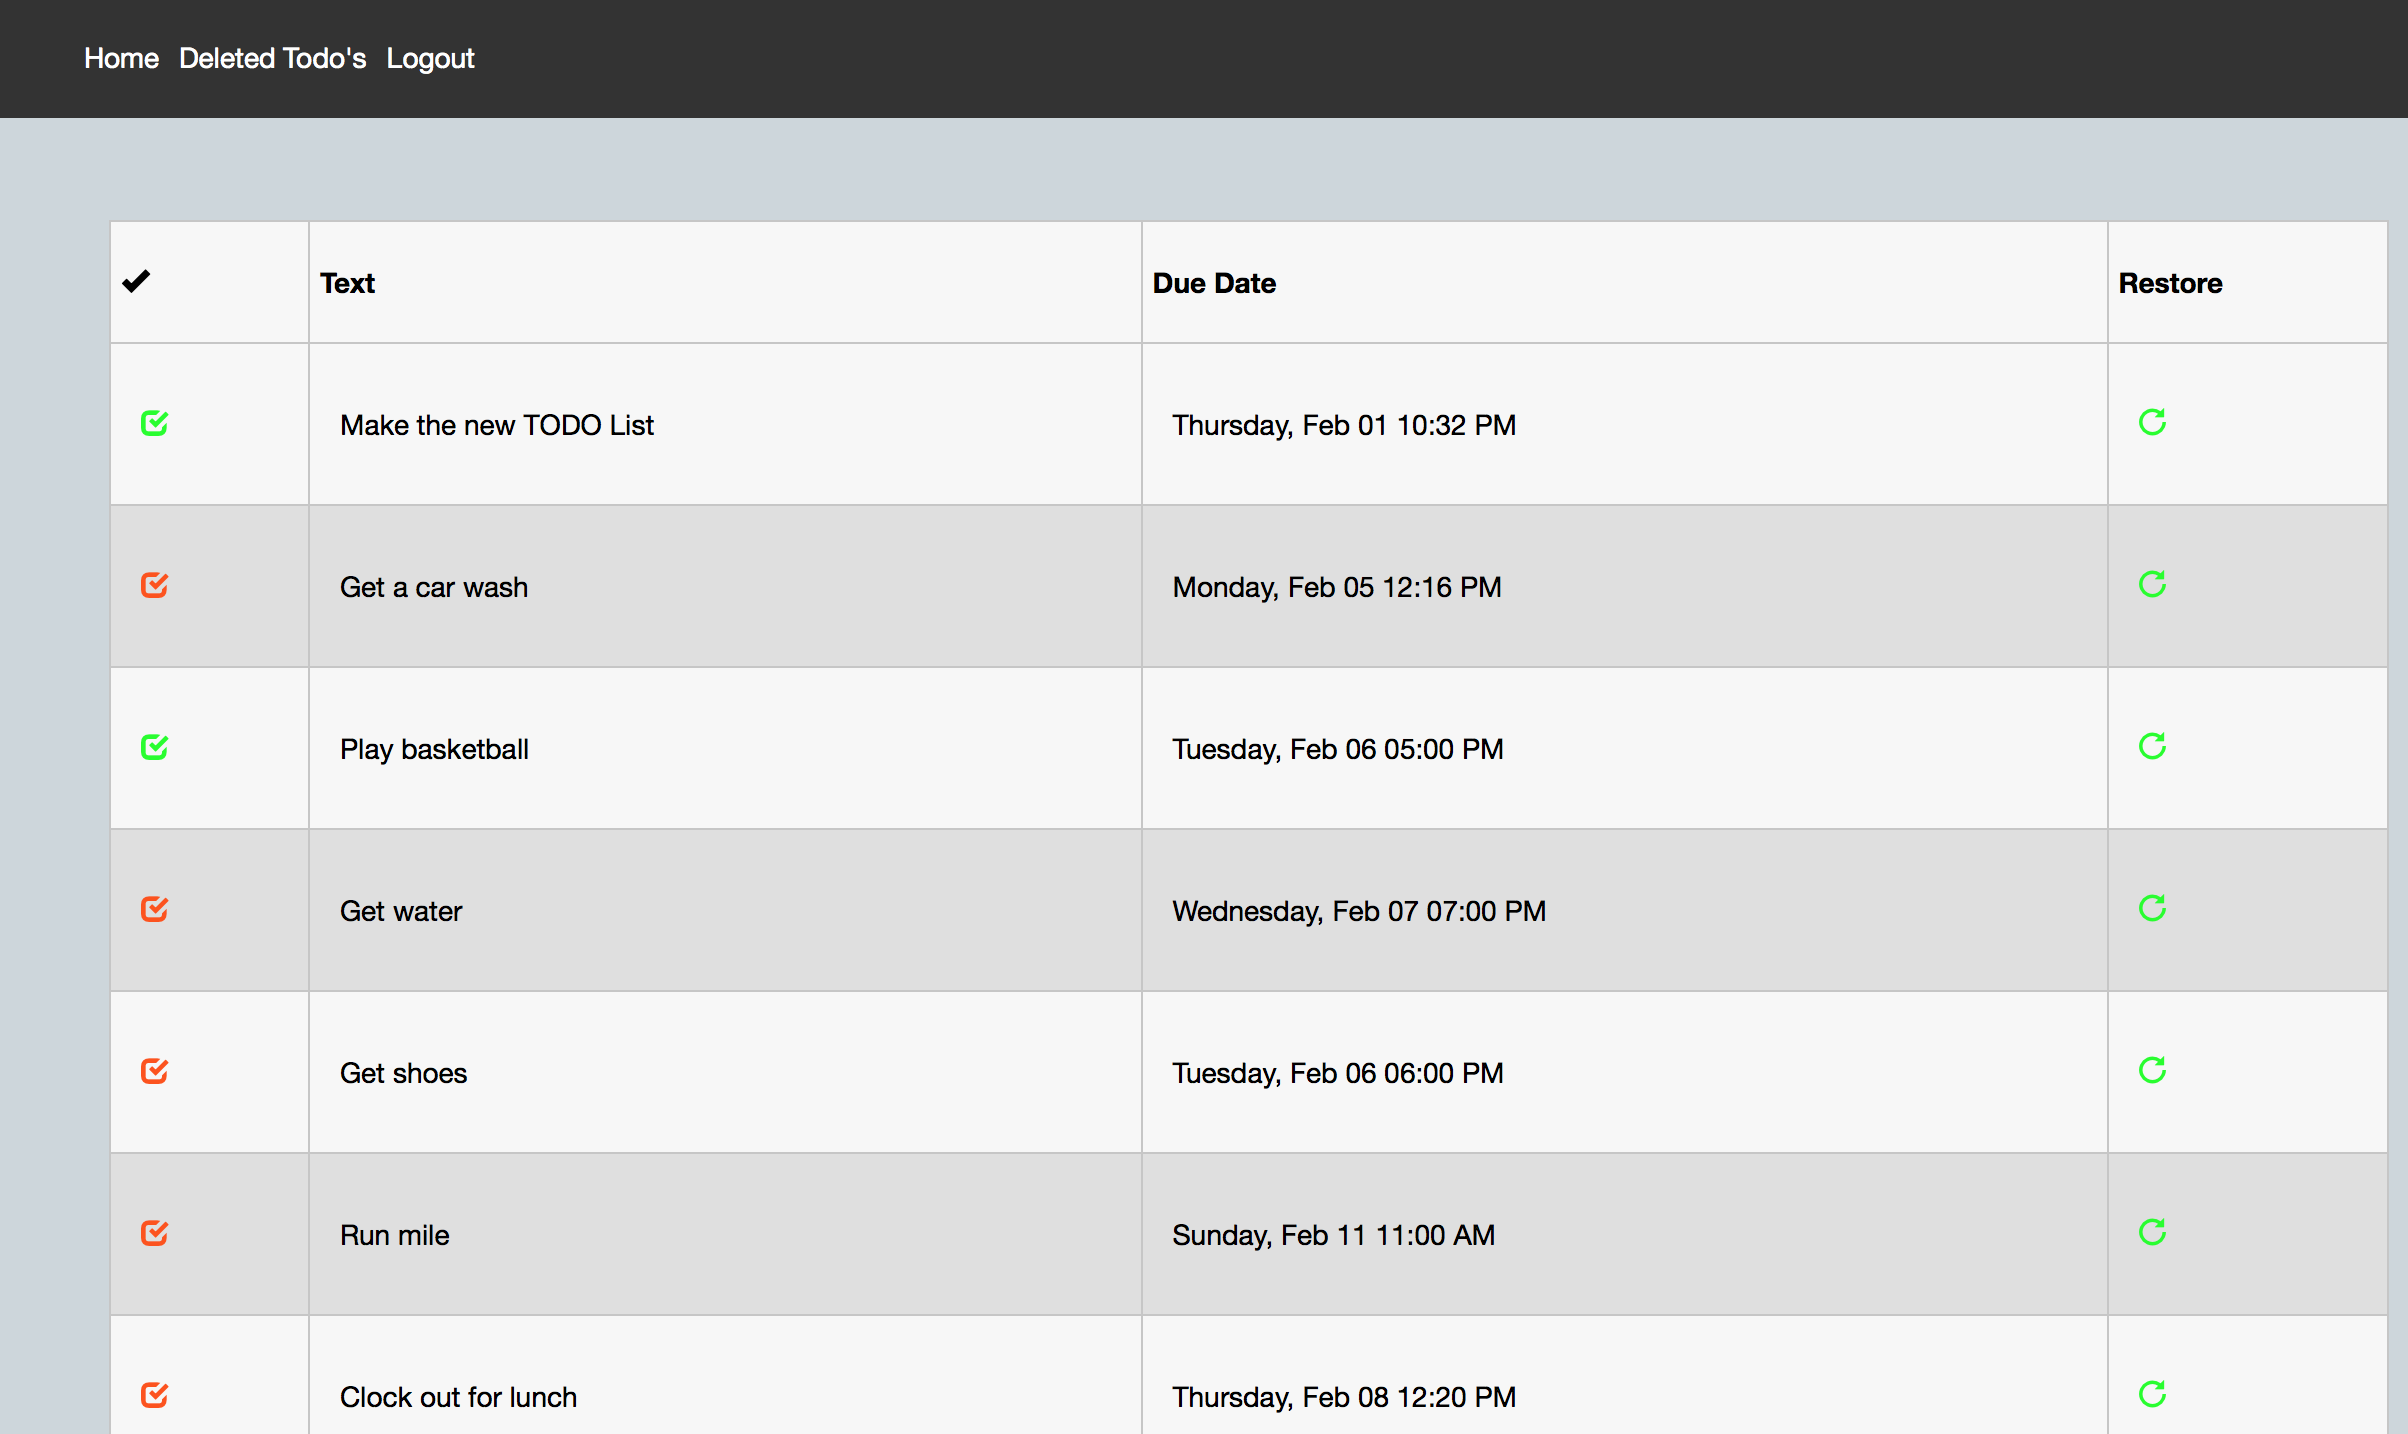 Home Deleted Todo's Logout
Text Due Date Restore
Make the new TODO List Thursday, Feb 01 10:32 PM
Get a car wash Monday, Feb 05 12:16 PM
Play basketball Tuesday, Feb 06 05:00 PM
Get water Wednesday, Feb 07 07:00 PM
Get shoes Tuesday, Feb 06 06:00 PM
Run mile Sunday, Feb 11 11:00 AM
Clock out for lunch Thursday, Feb 08 12:20 PM